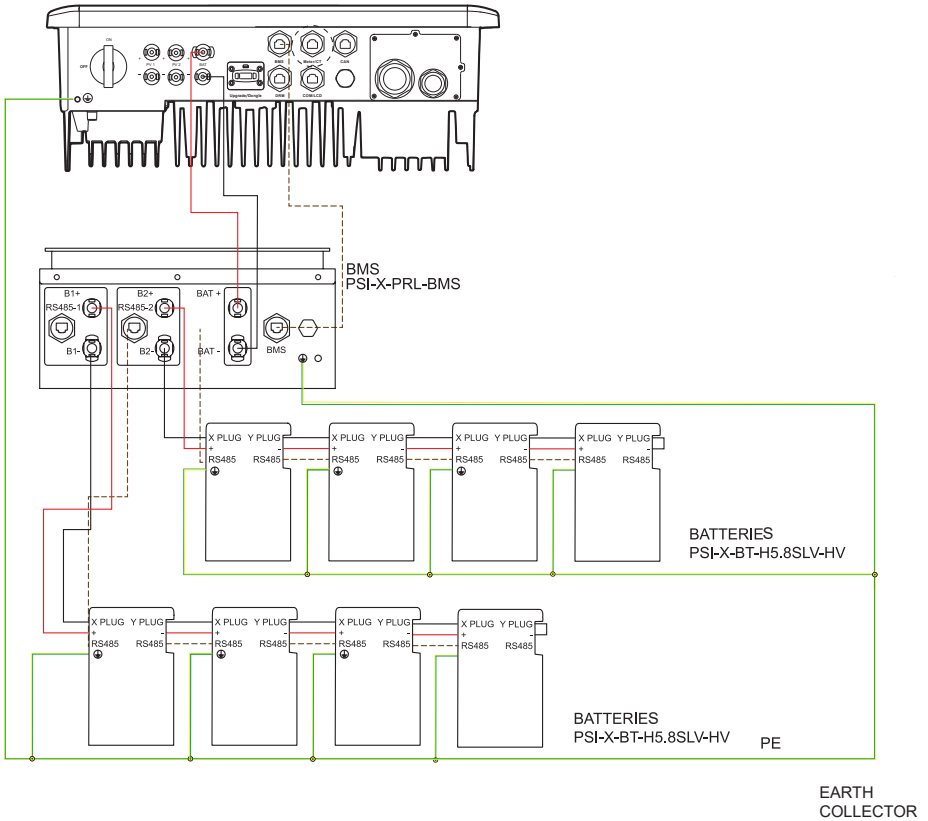 ON
OFF
+ + +
PV 1 PV 2 BAT
- - -
BMS Meter/CT CAN
Upgrade/Dongle DRM COM/LCD
BMS
PSI-X-PRL-BMS
B1+ B2+ BAT +
RS485-1 RS485-2
B1- B2- BAT - BMS
X PLUG Y PLUG X PLUG Y PLUG X PLUG Y PLUG X PLUG Y PLUG
+ - + - + - + -
RS485 RS485 RS485 RS485 RS485 RS485 RS485 RS485
BATTERIES
PSI-X-BT-H5.8SLV-HV
X PLUG Y PLUG X PLUG Y PLUG X PLUG Y PLUG X PLUG Y PLUG
+ - + - + - + -
RS485 RS485 RS485 RS485 RS485 RS485 RS485 RS485
BATTERIES
PSI-X-BT-H5.8SLV-HV
PE
EARTH
COLLECTOR